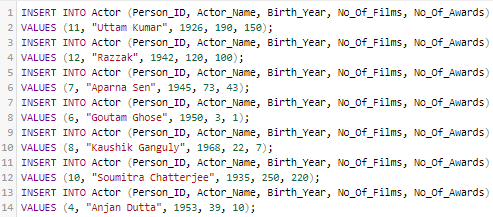 1 INSERT INTO Actor (Person_ID, Actor_Name, Birth_Year, No_Of_Films, No_Of_Awards)
2 VALUES (11, "Uttam Kumar", 1926, 190, 150);
3 INSERT INTO Actor (Person_ID, Actor_Name, Birth_Year, No_Of_Films, No_Of_Awards)
4 VALUES (12, "Razzak", 1942, 120, 100);
5 INSERT INTO Actor (Person_ID, Actor_Name, Birth_Year, No_Of_Films, No_Of_Awards)
6 VALUES (7, "Aparna Sen", 1945, 73, 43);
7 INSERT INTO Actor (Person_ID, Actor_Name, Birth_Year, No_Of_Films, No_Of_Awards)
8 VALUES (6, "Goutam Ghose", 1950, 3, 1);
9 INSERT INTO Actor (Person_ID, Actor_Name, Birth_Year, No_Of_Films, No_Of_Awards)
10 VALUES (8, "Kaushik Ganguly", 1968, 22, 7);
11 INSERT INTO Actor (Person_ID, Actor_Name, Birth_Year, No_Of_Films, No_Of_Awards)
12 VALUES (10, "Soumitra Chatterjee", 1935, 250, 220);
13 INSERT INTO Actor (Person_ID, Actor_Name, Birth_Year, No_Of_Films, No_Of_Awards)
14 VALUES (4, "Anjan Dutta", 1953, 39, 10);